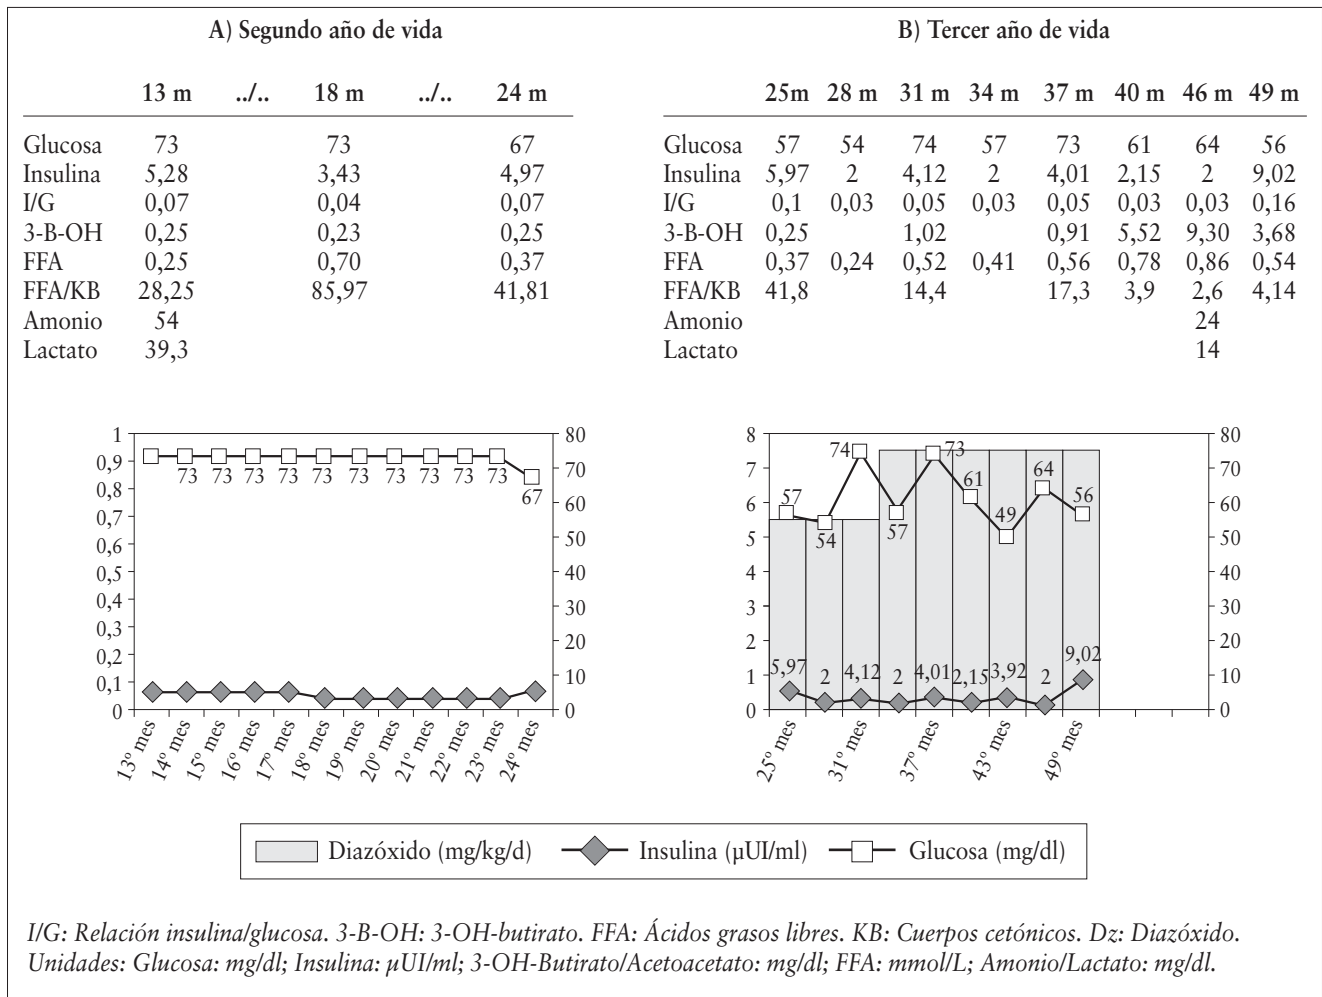 A) Segundo año de vida
13 m ../.. 18 m ../.. 24 m
Glucosa 73 73 67
Insulina 5,28 3,43 4,97
I/G 0,07 0,04 0,07
3-B-OH 0,25 0,23 0,25
FFA 0,25 0,70 0,37
FFA/KB 28,25 85,97 41,81
Amonio 54
Lactato 39,3
B) Tercer año de vida
25m 28 m 31 m 34 m 37 m 40 m 46 m 49 m
Glucosa 57 54 74 57 73 61 64 56
Insulina 5,97 2 4,12 2 4,01 2,15 2 9,02
I/G 0,1 0,03 0,05 0,03 0,05 0,03 0,03 0,16
3-B-OH 0,25 1,02 0,91 5,52 9,30 3,68
FFA 0,37 0,24 0,52 0,41 0,56 0,78 0,86 0,54
FFA/KB 41,8 14,4 17,3 3,9 2,6 4,14
Amonio 24
Lactato 14
1
0,9
0,8
0,7
0,6
0,5
0,4
0,3
0,2
0,1
0
73 73 73 73 73 73 73 73 73 73
67
80
70
60
50
40
30
20
10
0
13º mes
14º mes
15º mes
16º mes
17º mes
18º mes
19º mes
20º mes
21º mes
22º mes
23º mes
24º mes
8
7
6
5
4
3
2
1
0
57
54
74
57
73
61
49
64
56
5,97 2 4,12 2 4,01 2,15 3,92 2 9,02
80
70
60
50
40
30
20
10
0
25º mes
31º mes
37º mes
43º mes
49º mes
Diazóxido (mg/kg/d) Insulina (µUI/ml) Glucosa (mg/dl)
I/G: Relación insulina/glucosa. 3-B-OH: 3-OH-butirato. FFA: Ácidos grasos libres. KB: Cuerpos cetónicos. Dz: Diazóxido.
Unidades: Glucosa: mg/dl; Insulina: µUI/ml; 3-OH-Butirato/Acetoacetato: mg/dl; FFA: mmol/L; Amonio/Lactato: mg/dl.